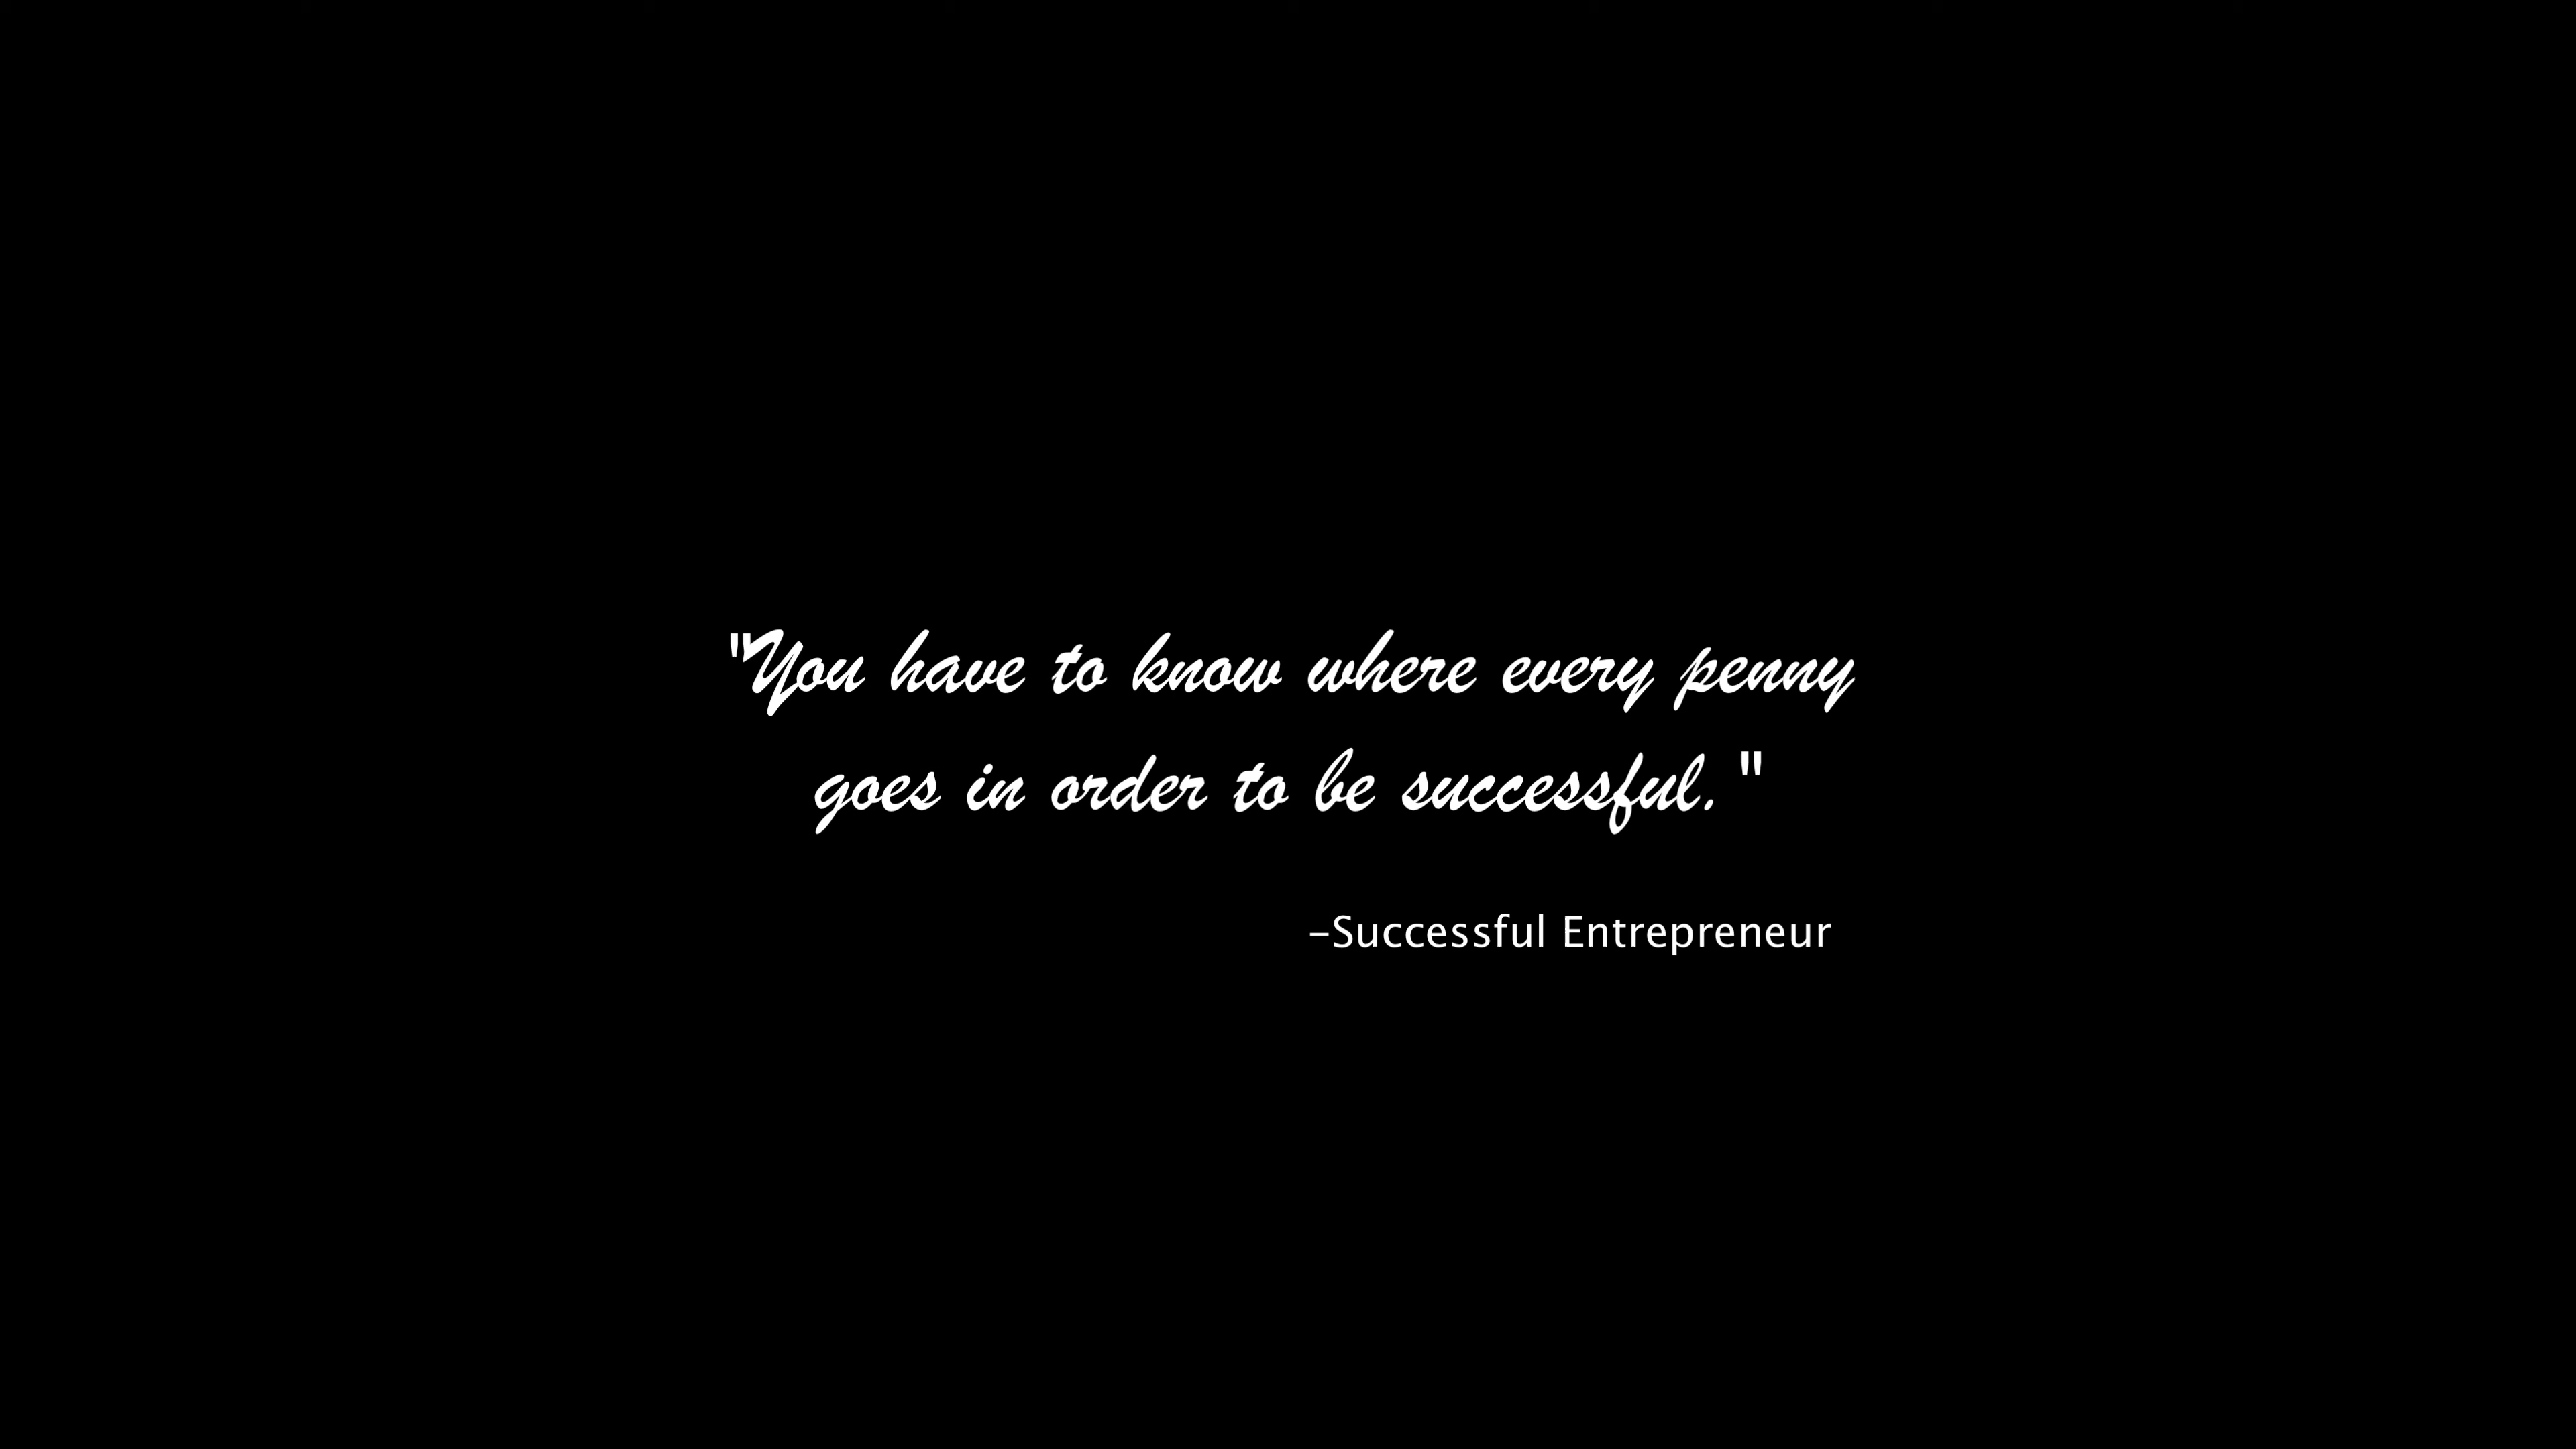 "You have to know where every penny
goes in order to be successful."
–Successful Entrepreneur